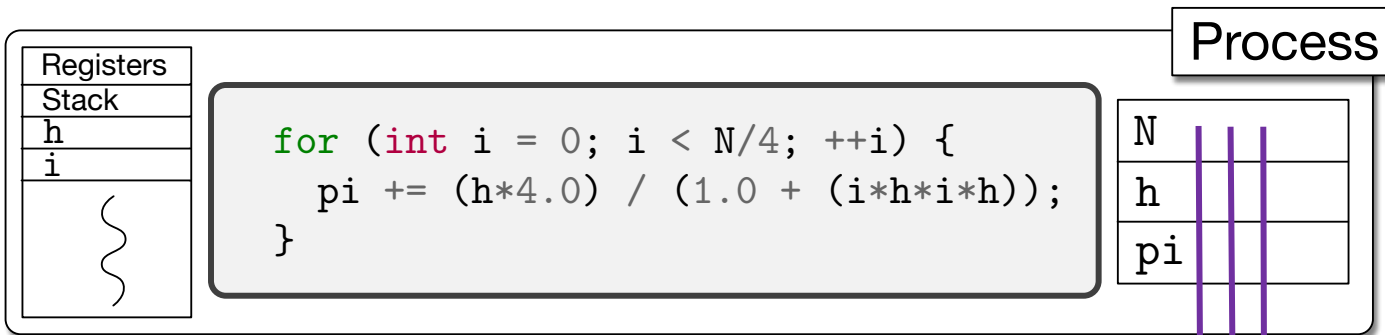 Process
Registers
Stack
h
i
for (int i = 0; i < N/4; ++i) {
pi += (h*4.0) / (1.0 + (i*h*i*h));
}
N
h
pi